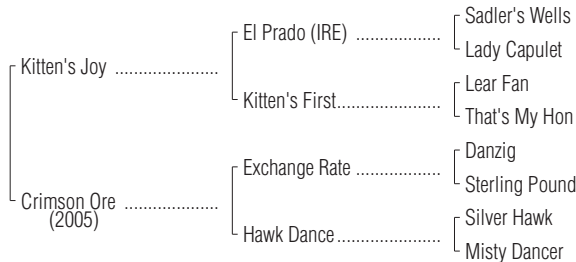 Sadler's Wells
El Prado (IRE) ..................
Lady Capulet
Kitten's Joy ......................
Lear Fan
Kitten's First......................
That's My Hon
Danzig
Exchange Rate ..................
Sterling Pound
Crimson Ore ....................
(2005)
Silver Hawk
Hawk Dance......................
Misty Dancer